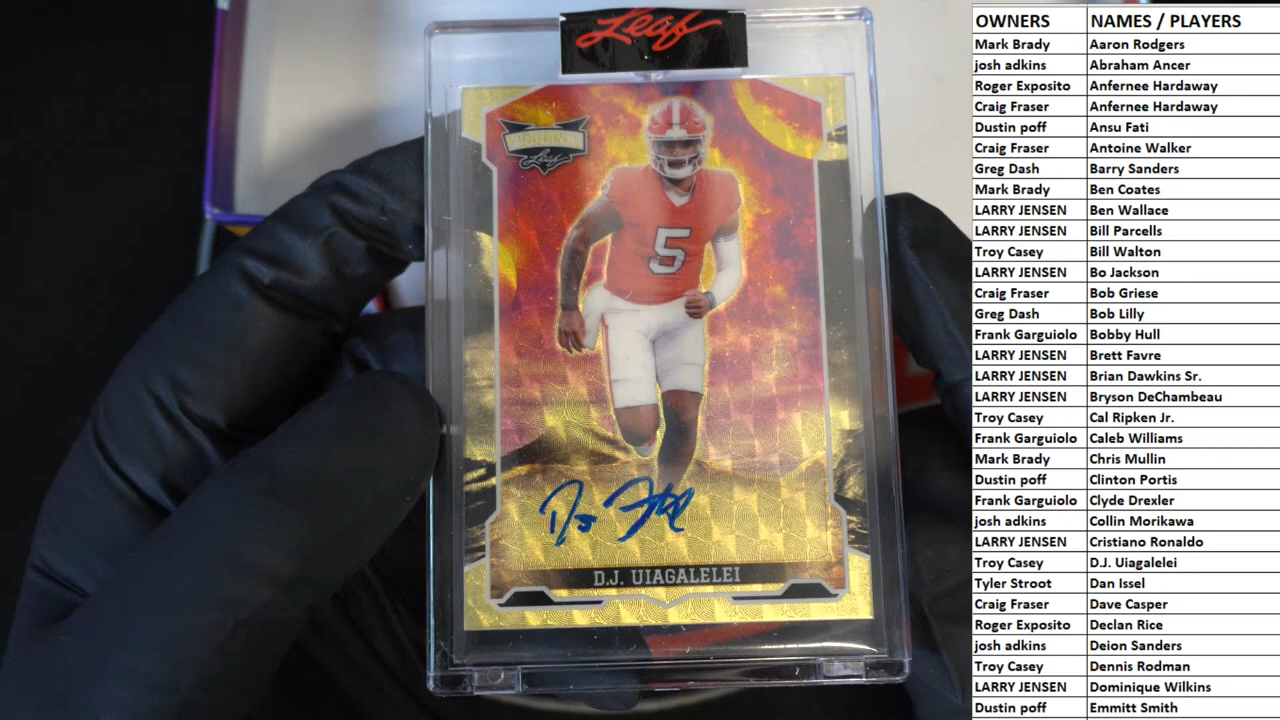 Leaf
Leaf
5
D.J. UIAGALELEI
OWNERS NAMES / PLAYERS
Mark Brady Aaron Rodgers
josh adkins Abraham Ancer
Roger Exposito Anfernee Hardaway
Craig Fraser Anfernee Hardaway
Dustin poff Ansu Fati
Craig Fraser Antoine Walker
Greg Dash Barry Sanders
Mark Brady Ben Coates
LARRY JENSEN Ben Wallace
LARRY JENSEN Bill Parcells
Troy Casey Bill Walton
LARRY JENSEN Bo Jackson
Craig Fraser Bob Griese
Greg Dash Bob Lilly
Frank Garguiolo Bobby Hull
LARRY JENSEN Brett Favre
LARRY JENSEN Brian Dawkins Sr.
LARRY JENSEN Bryson DeChambeau
Troy Casey Cal Ripken Jr.
Frank Garguiolo Caleb Williams
Mark Brady Chris Mullin
Dustin poff Clinton Portis
Frank Garguiolo Clyde Drexler
josh adkins Collin Morikawa
LARRY JENSEN Cristiano Ronaldo
Troy Casey D.J. Uiagalelei
Tyler Stroot Dan Issel
Craig Fraser Dave Casper
Roger Exposito Declan Rice
josh adkins Deion Sanders
Troy Casey Dennis Rodman
LARRY JENSEN Dominique Wilkins
Dustin poff Emmitt Smith